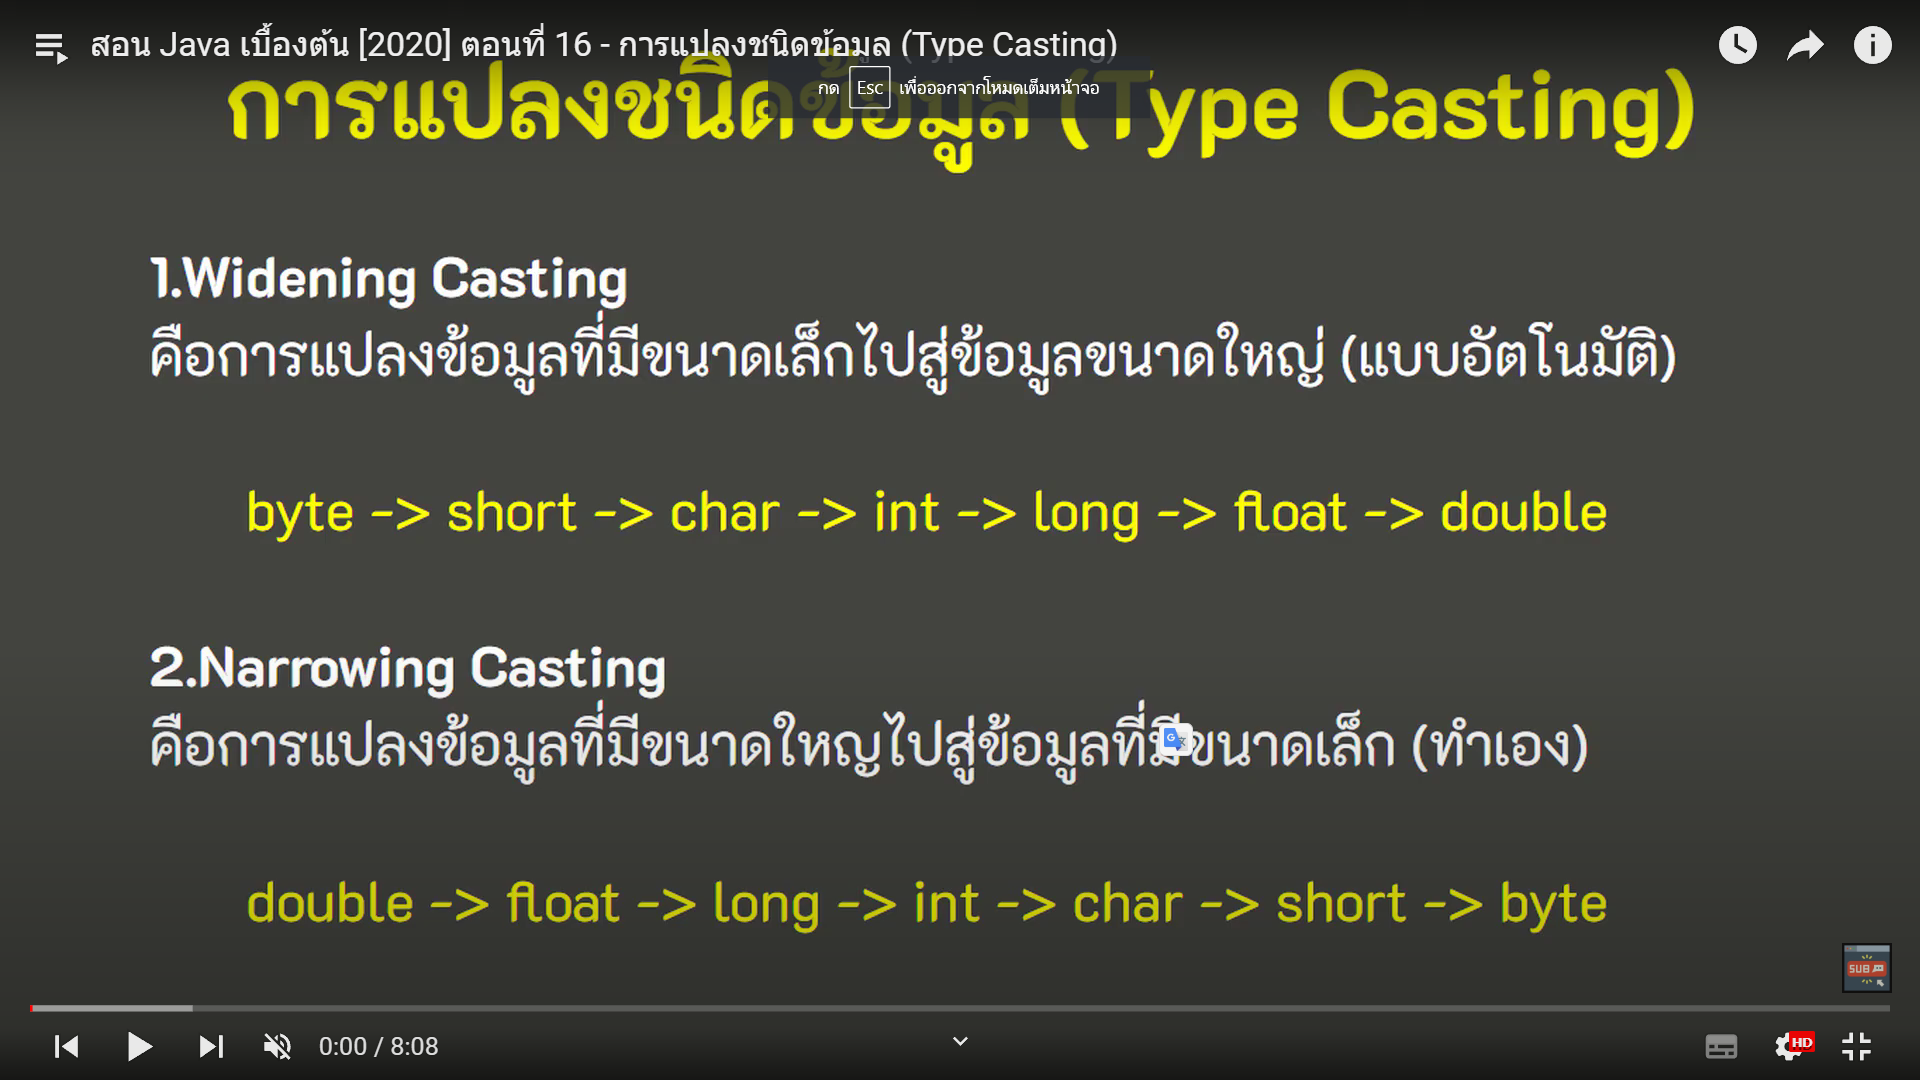 สอน Java เบื้องต้น [2020] ตอนที่ 16 - การแปลงชนิดข้อมูล (Type Casting)
กด Esc เพื่อออกจากโหมดเต็มหน้าจอ
การแปลงชนิดข้อมูล (Type Casting)
1.Widening Casting
คือการแปลงข้อมูลที่มีขนาดเล็กไปสู่ข้อมูลขนาดใหญ่ (แบบอัตโนมัติ)
byte -> short -> char -> int -> long -> float -> double
2.Narrowing Casting
คือการแปลงข้อมูลที่มีขนาดใหญไปสู่ข้อมูลที่มีขนาดเล็ก (ทำเอง)
double -> float -> long -> int -> char -> short -> byte
SUB
0:00 / 8:08
HD